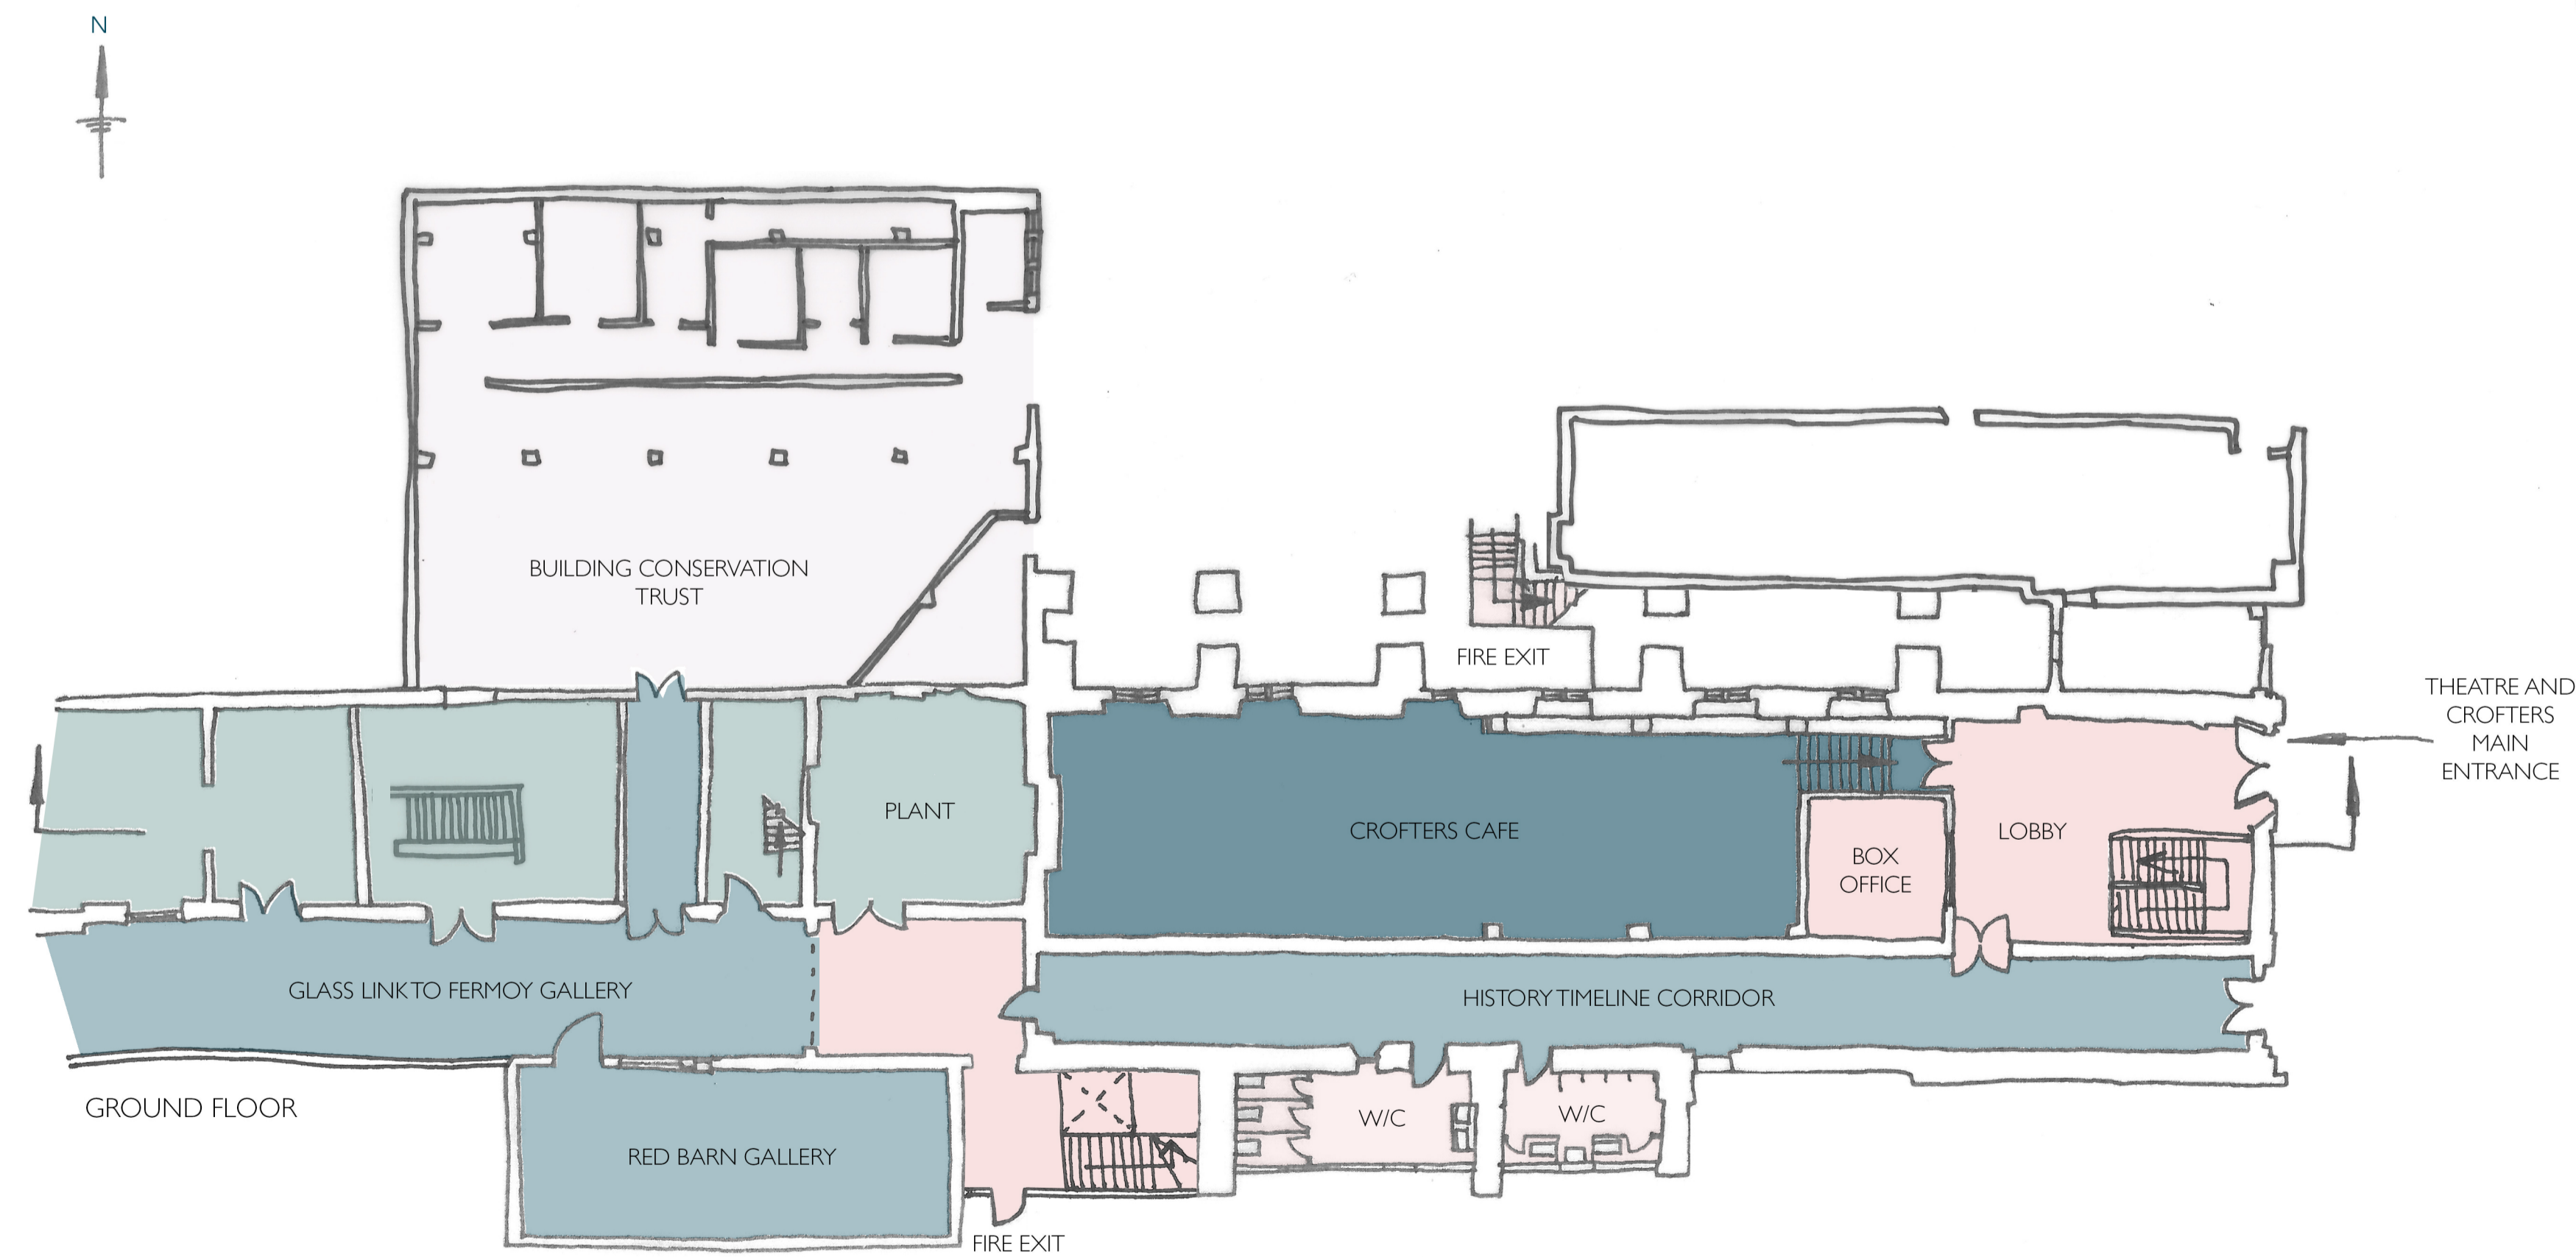 N
BUILDING CONSERVATION
TRUST
FIRE EXIT
THEATRE AND
CROFTERS
MAIN
ENTRANCE
PLANT
CROFTERS CAFE
LOBBY
BOX
OFFICE
GLASS LINK TO FERMOY GALLERY
HISTORY TIMELINE CORRIDOR
GROUND FLOOR
W/C
W/C
RED BARN GALLERY
FIRE EXIT